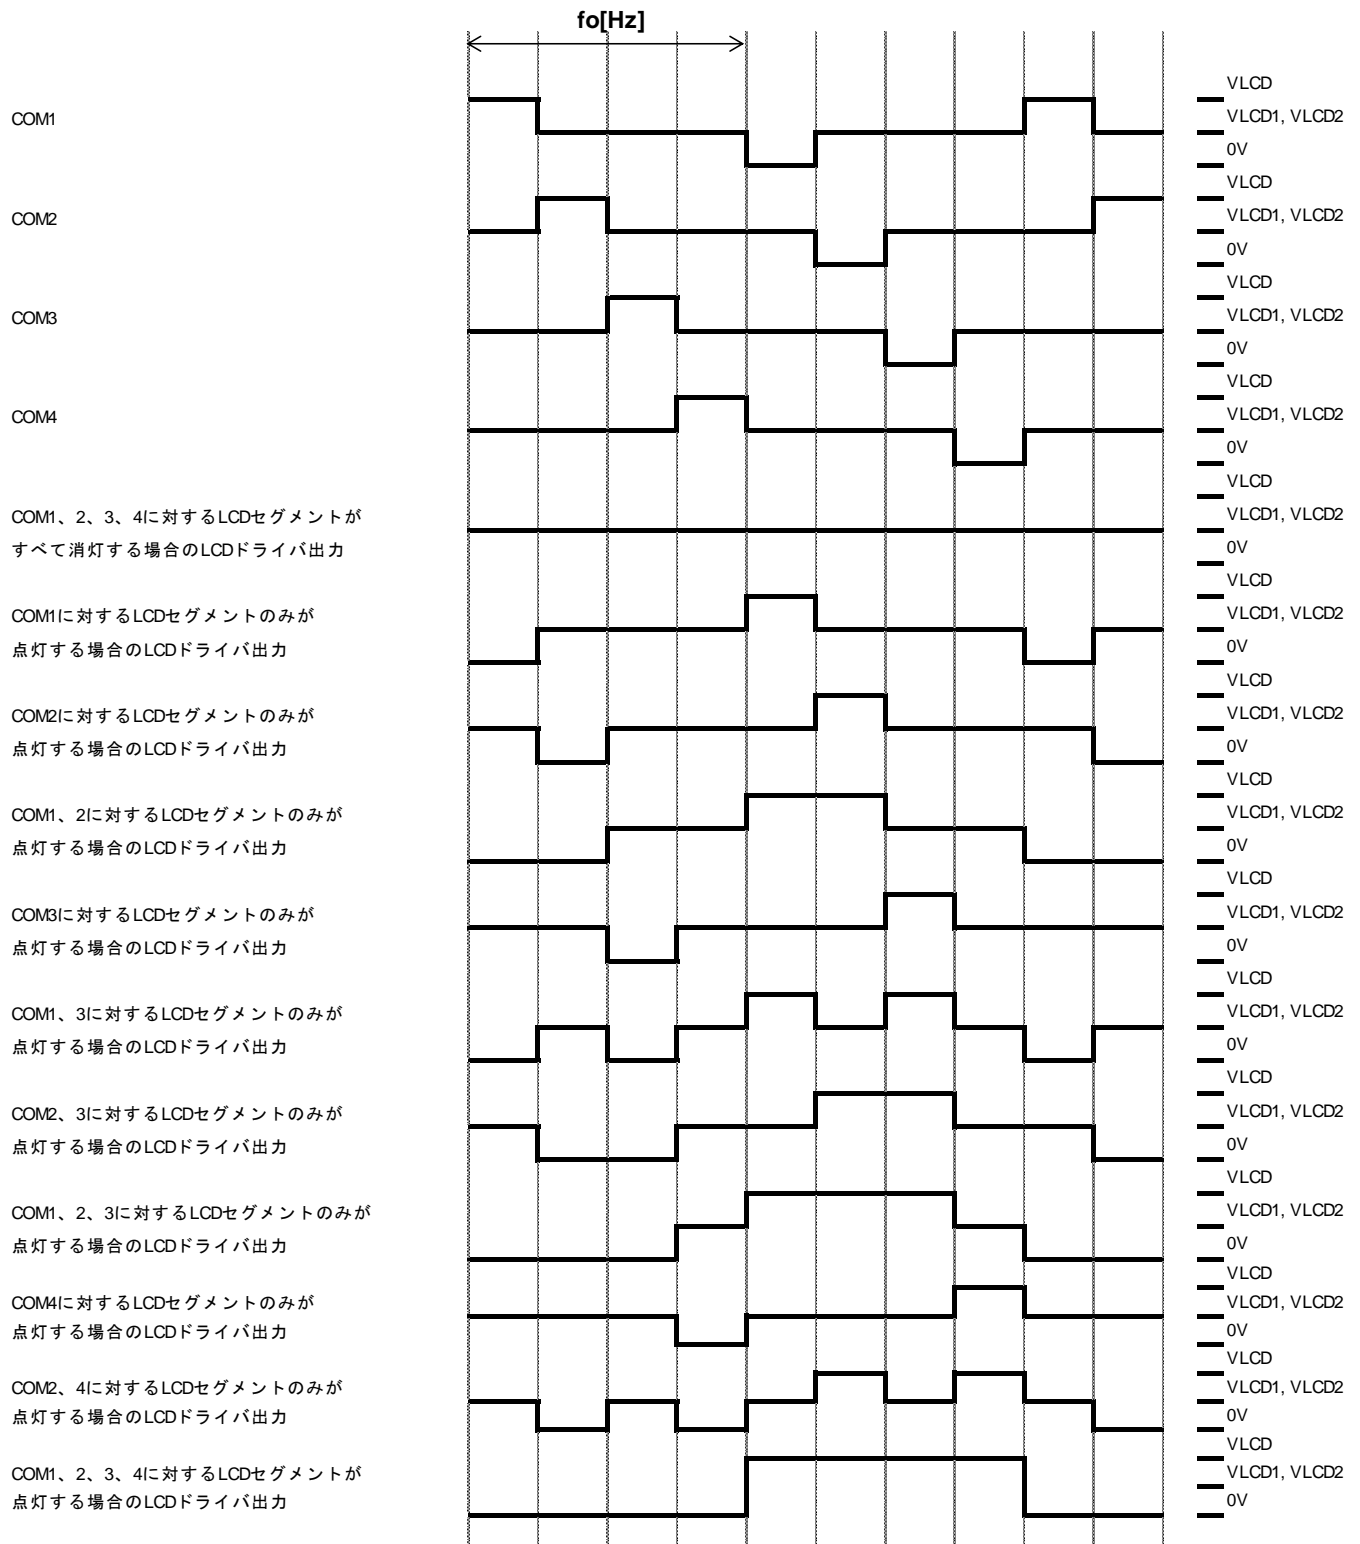 fo[Hz]
COM1
VLCD
VLCD1, VLCD2
0V
COM2
VLCD
VLCD1, VLCD2
0V
COM3
VLCD
VLCD1, VLCD2
0V
COM4
VLCD
VLCD1, VLCD2
0V
COM1、2、3、4に対するLCDセグメントが
すべて消灯する場合のLCDドライバ出力
VLCD
VLCD1, VLCD2
0V
COM1に対するLCDセグメントのみが
点灯する場合のLCDドライバ出力
VLCD
VLCD1, VLCD2
0V
COM2に対するLCDセグメントのみが
点灯する場合のLCDドライバ出力
VLCD
VLCD1, VLCD2
0V
COM1、2に対するLCDセグメントのみが
点灯する場合のLCDドライバ出力
VLCD
VLCD1, VLCD2
0V
COM3に対するLCDセグメントのみが
点灯する場合のLCDドライバ出力
VLCD
VLCD1, VLCD2
0V
COM1、3に対するLCDセグメントのみが
点灯する場合のLCDドライバ出力
VLCD
VLCD1, VLCD2
0V
COM2、3に対するLCDセグメントのみが
点灯する場合のLCDドライバ出力
VLCD
VLCD1, VLCD2
0V
COM1、2、3に対するLCDセグメントのみが
点灯する場合のLCDドライバ出力
VLCD
VLCD1, VLCD2
0V
COM4に対するLCDセグメントのみが
点灯する場合のLCDドライバ出力
VLCD
VLCD1, VLCD2
0V
COM2、4に対するLCDセグメントのみが
点灯する場合のLCDドライバ出力
VLCD
VLCD1, VLCD2
0V
COM1、2、3、4に対するLCDセグメントが
点灯する場合のLCDドライバ出力
VLCD
VLCD1, VLCD2
0V